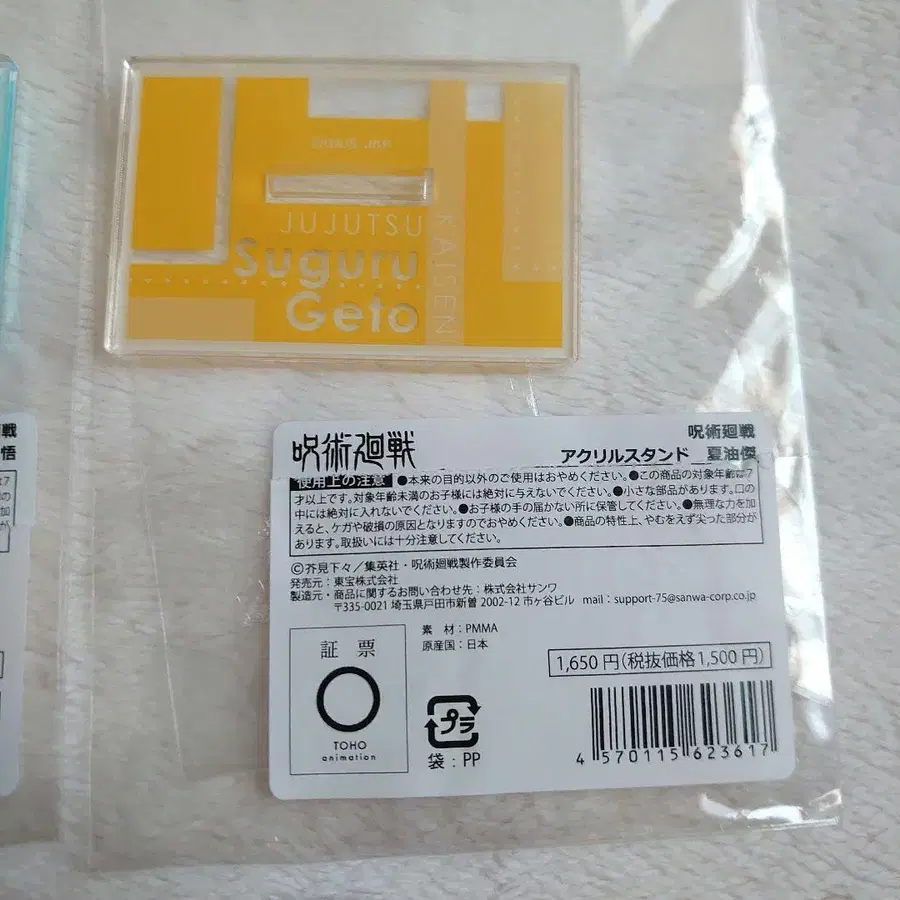 JUJUTSU
KAISEN
Suguru
Geto
戦
悟
呪術廻戦
呪術廻戦
アクリルスタンド 夏油傑
使用上の注意 ●本来の目的以外のご使用はおやめください。●この商品の対象年齢は7
才以上です。対象年齢未満のお子様には絶対に与えないでください。●小さな部品があります。口の
中には絶対に入れないでください。●お子様の手の届かない所に保管してください。●無理な力を加
えると、ケガや破損の原因となりますのでおやめください。●商品の特性上、やむをえず尖った部分が
あります。取扱いには十分注意してください。
©芥見下々／集英社・呪術廻戦製作委員会
発売元：東宝株式会社
製造元・商品に関するお問い合わせ先：株式会社サンワ
〒335-0021 埼玉県戸田市新曽 2002-12 市ヶ谷ビル mail：support-75@sanwa-corp.co.jp
証票
TOHO
animation
素 材：PMMA
原産国：日本
1,650円(税抜価格1,500円)
プラ
袋：PP
4 570115 623617